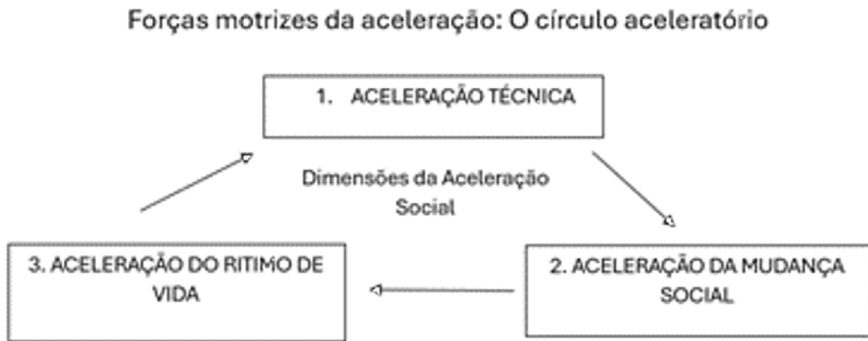 Forças motrizes da aceleração: O círculo aceleratório
1. ACELERAÇÃO TÉCNICA
Dimensões da Aceleração
Social
3. ACELERAÇÃO DO RITIMO DE
VIDA
2. ACELERAÇÃO DA MUDANÇA
SOCIAL